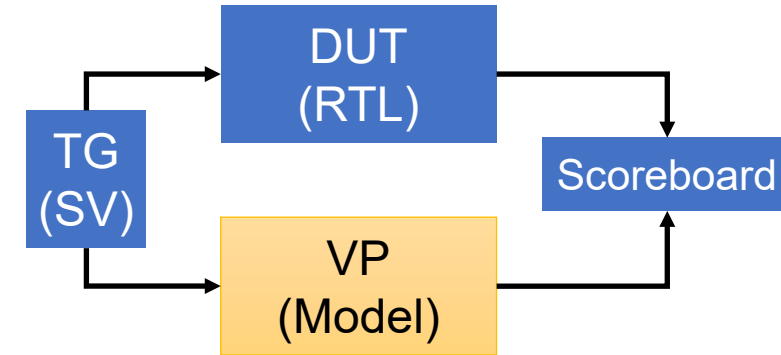 DUT
(RTL)
TG
(SV)
Scoreboard
VP
(Model)